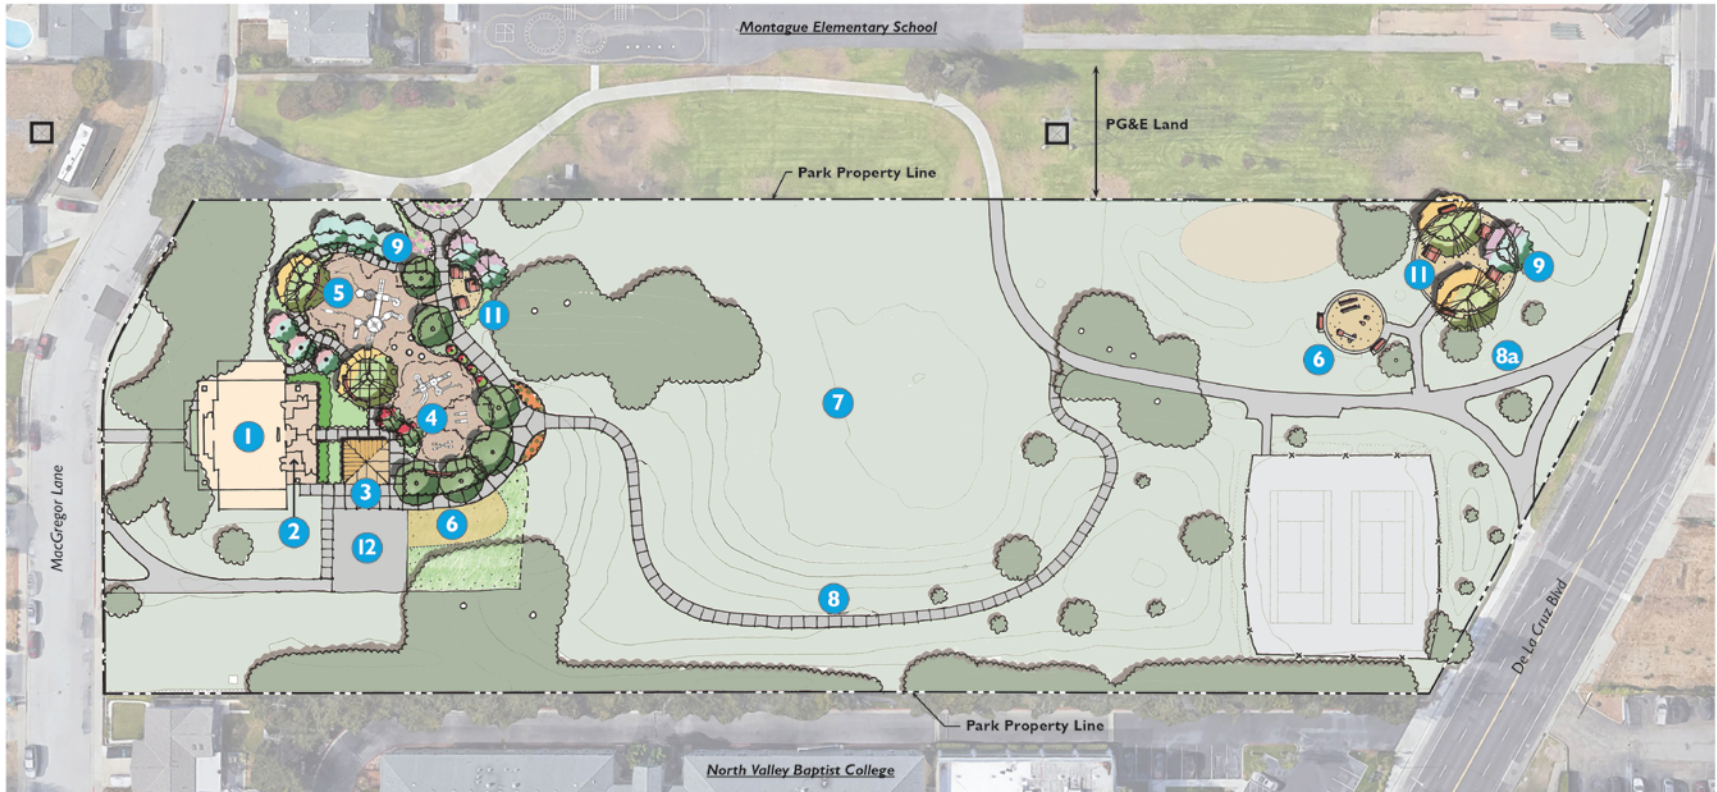 Montague Elementary School
PG&E Land
Park Property Line
9
9
5
11
11
6
8a
7
4
1
3
6
2
12
8
MacGregor Lane
De La Cruz Blvd
Park Property Line
North Valley Baptist College